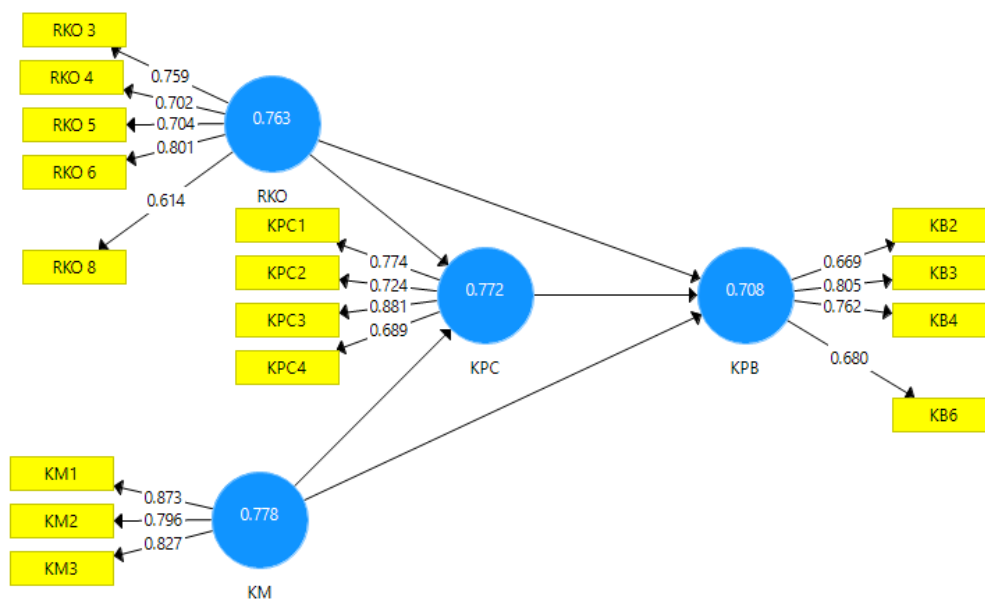 RKO 3
0.759
RKO 4
0.702
RKO 5
0.704
RKO 6
0.801
0.614
RKO 8
0.763
RKO
KPC1
0.774
KPC2
0.724
KPC3
0.881
KPC4
0.689
0.772
KPC
0.708
KPB
KB2
0.669
KB3
0.805
KB4
0.762
0.680
KB6
KM1
0.873
KM2
0.796
KM3
0.827
0.778
KM